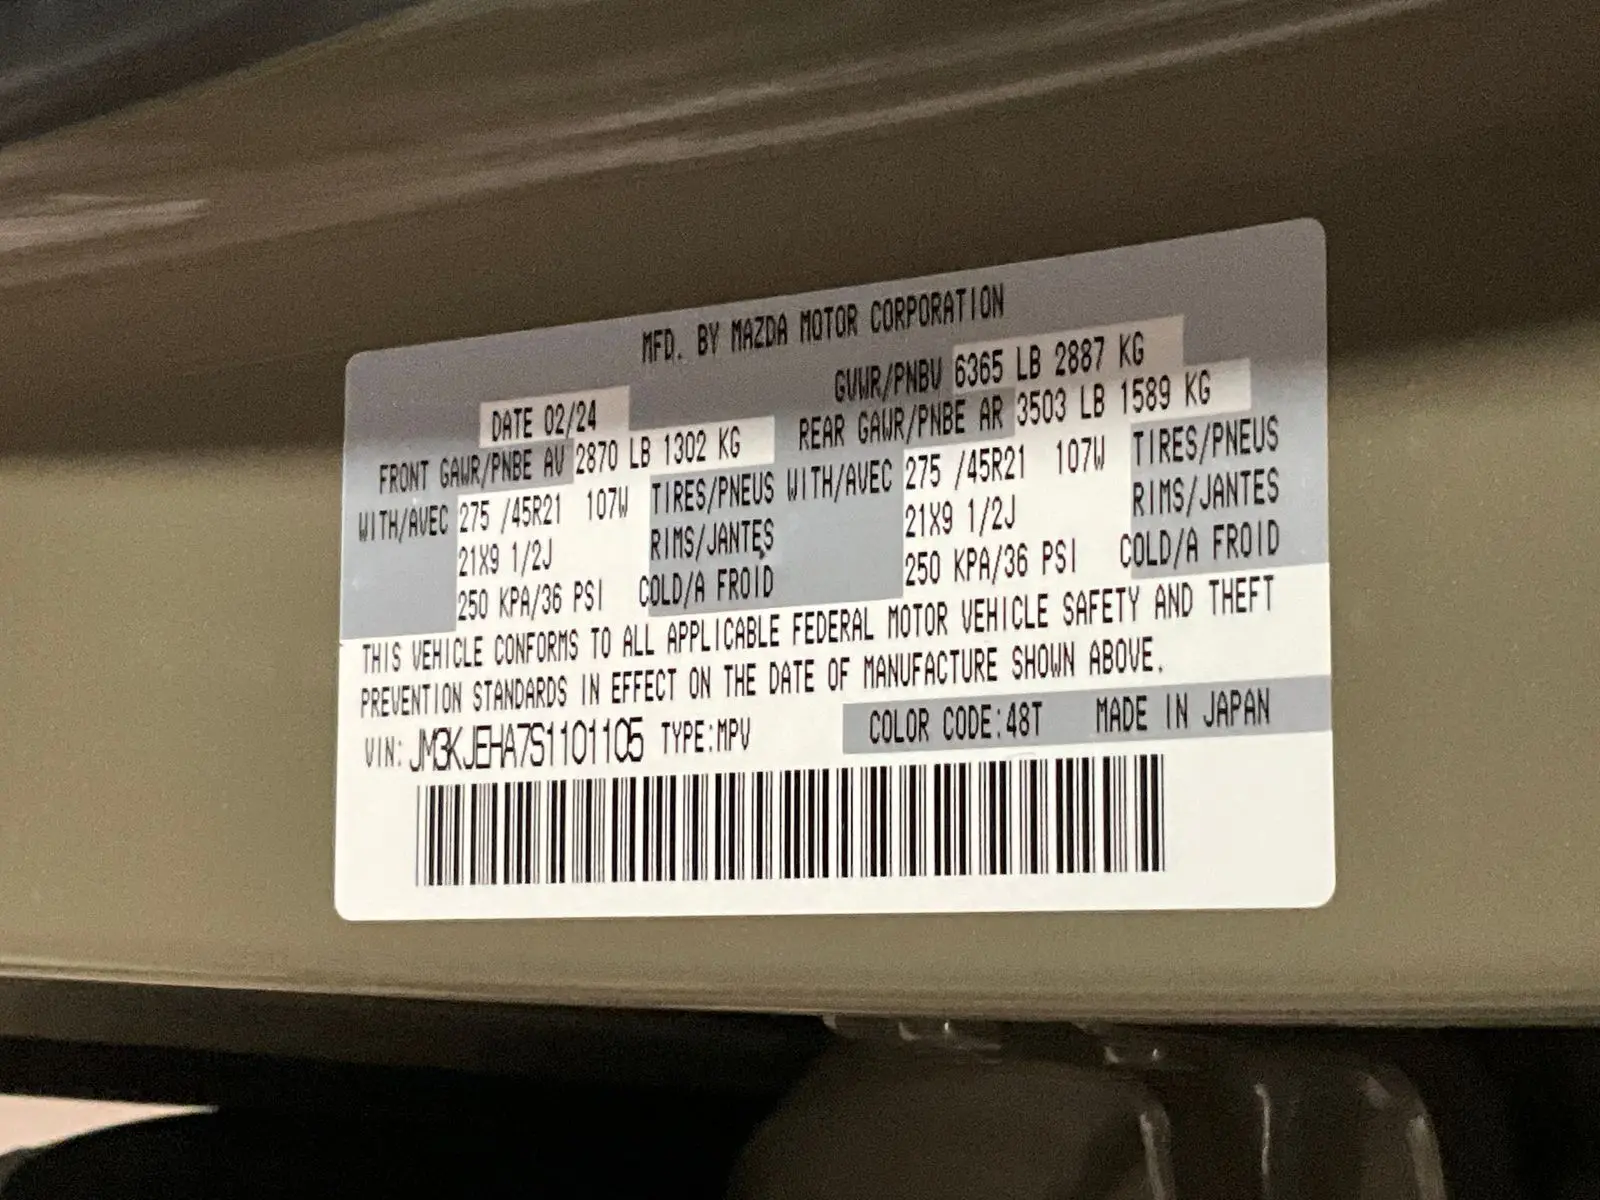 MFD. BY MAZDA MOTOR CORPORATION
DATE 02/24 GVWR/PNBV 6365 LB 2887 KG
FRONT GAWR/PNBE AV 2870 LB 1302 KG REAR GAWR/PNBE AR 3503 LB 1589 KG
WITH/AVEC 275 /45R21 107W TIRES/PNEUS WITH/AVEC 275 /45R21 107W TIRES/PNEUS
21X9 1/2J RIMS/JANTES 21X9 1/2J RIMS/JANTES
250 KPA/36 PSI COLD/A FROID 250 KPA/36 PSI COLD/A FROID
THIS VEHICLE CONFORMS TO ALL APPLICABLE FEDERAL MOTOR VEHICLE SAFETY AND THEFT
PREVENTION STANDARDS IN EFFECT ON THE DATE OF MANUFACTURE SHOWN ABOVE.
VIN: JM3KJEHA7S1101105 TYPE:MPV COLOR CODE:48T MADE IN JAPAN